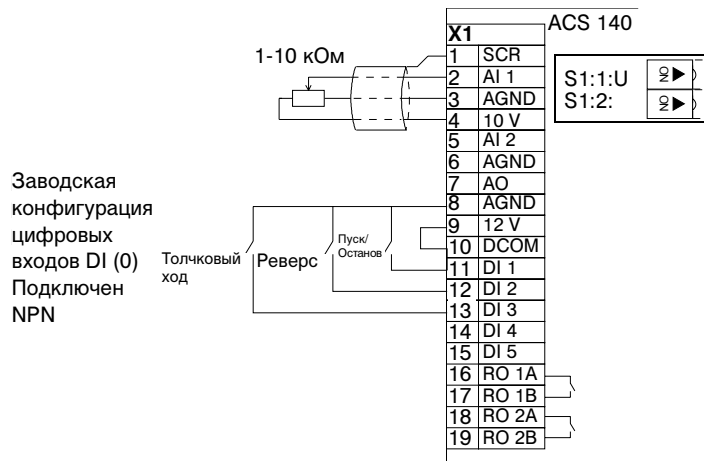 ACS 140
X1
1 SCR
2 AI 1
3 AGND
4 10 V
5 AI 2
6 AGND
7 AO
8 AGND
9 12 V
10 DCOM
11 DI 1
12 DI 2
13 DI 3
14 DI 4
15 DI 5
16 RO 1A
17 RO 1B
18 RO 2A
19 RO 2B
1-10 кОм
S1:1:U
S1:2:
ON
ON
Заводская
конфигурация
цифровых
входов DI (0)
Подключен
NPN
Толчковый
ход
Реверс
Пуск/
Останов